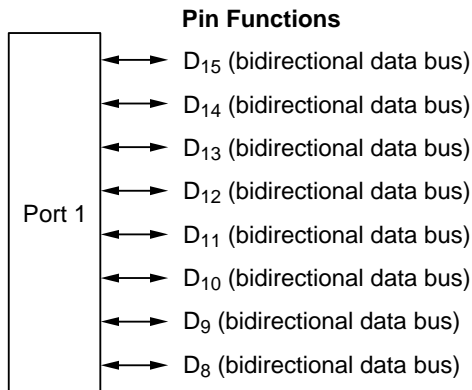 Pin Functions
D15 (bidirectional data bus)
D14 (bidirectional data bus)
D13 (bidirectional data bus)
D12 (bidirectional data bus)
Port 1
D11 (bidirectional data bus)
D10 (bidirectional data bus)
D9 (bidirectional data bus)
D8 (bidirectional data bus)